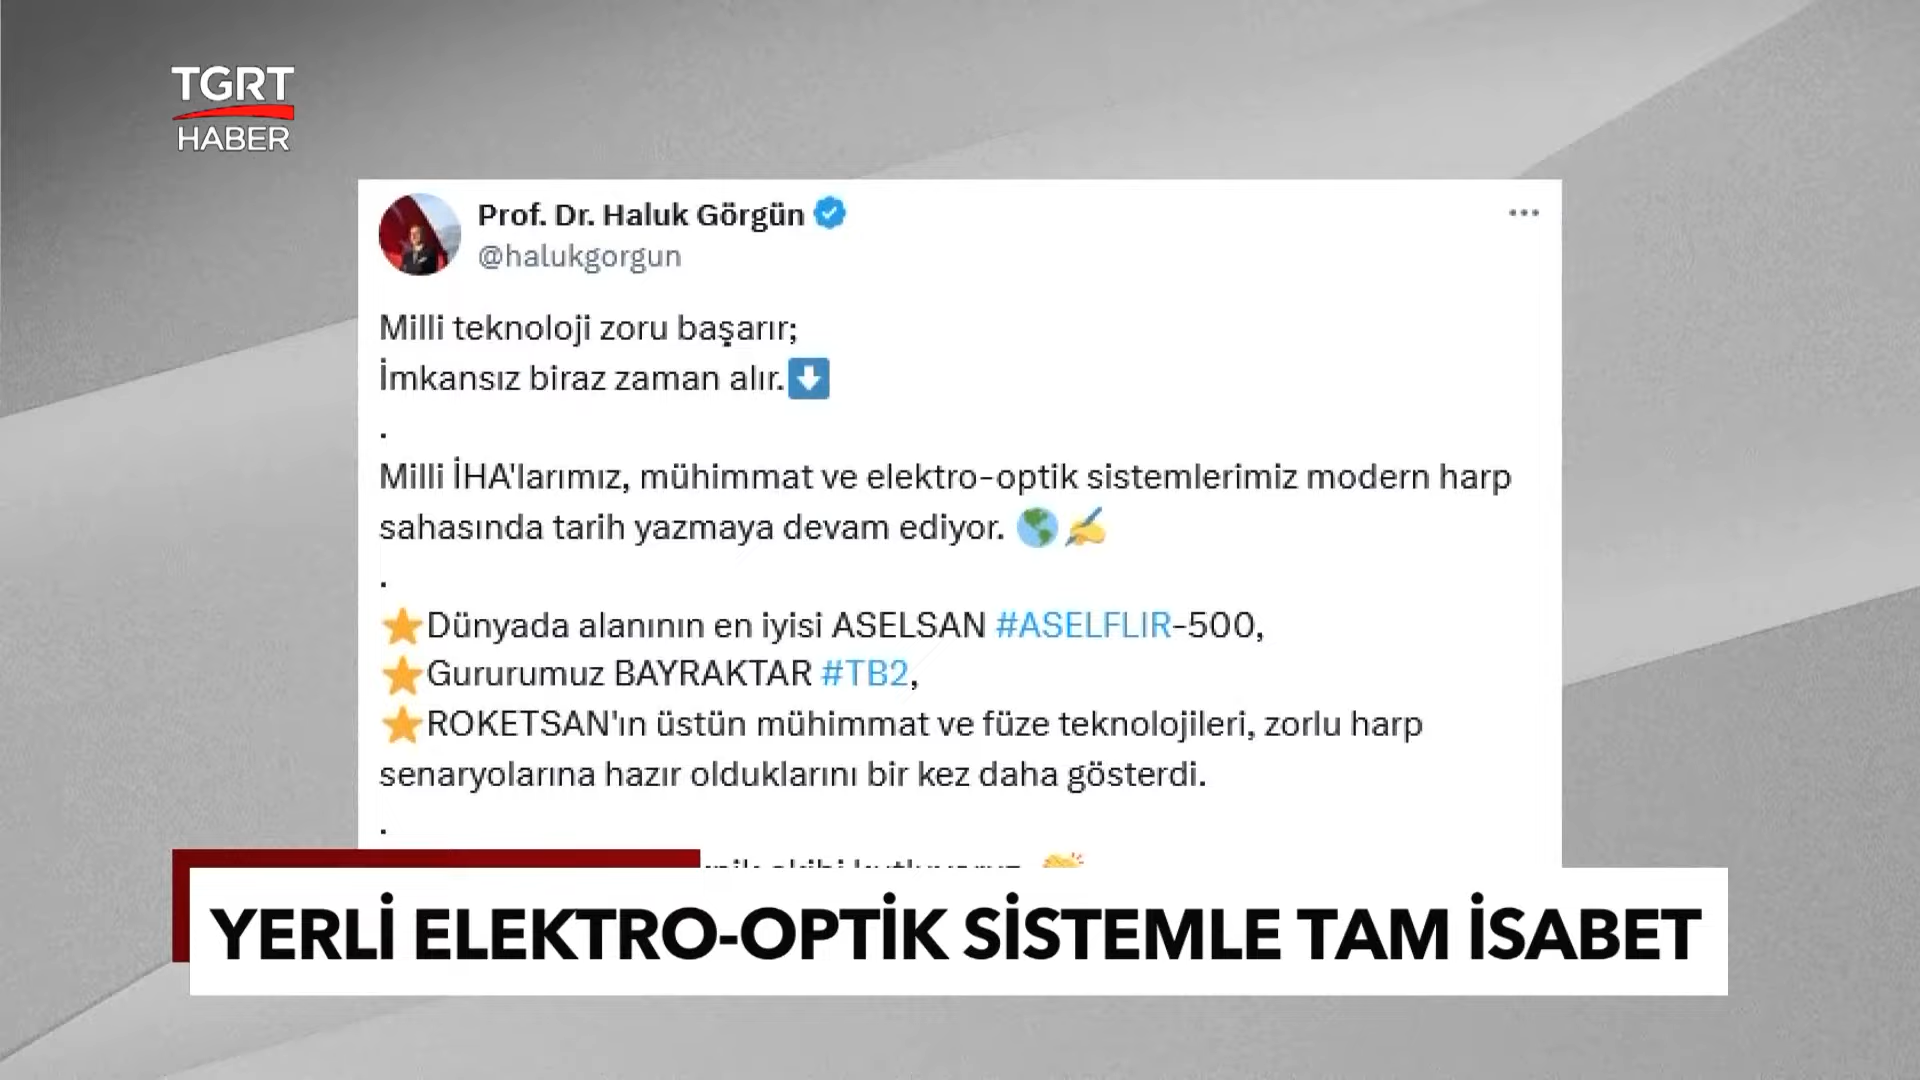 TGRT
HABER
Prof. Dr. Haluk Görgün
@halukgorgun
Milli teknoloji zoru başarır;
İmkansız biraz zaman alır.
.
Milli İHA'larımız, mühimmat ve elektro-optik sistemlerimiz modern harp
sahasında tarih yazmaya devam ediyor.
.
Dünyada alanının en iyisi ASELSAN #ASELFLIR-500,
Gururumuz BAYRAKTAR #TB2,
ROKETSAN'ın üstün mühimmat ve füze teknolojileri, zorlu harp
senaryolarına hazır olduklarını bir kez daha gösterdi.
.
YERLİ ELEKTRO-OPTİK SİSTEMLE TAM İSABET